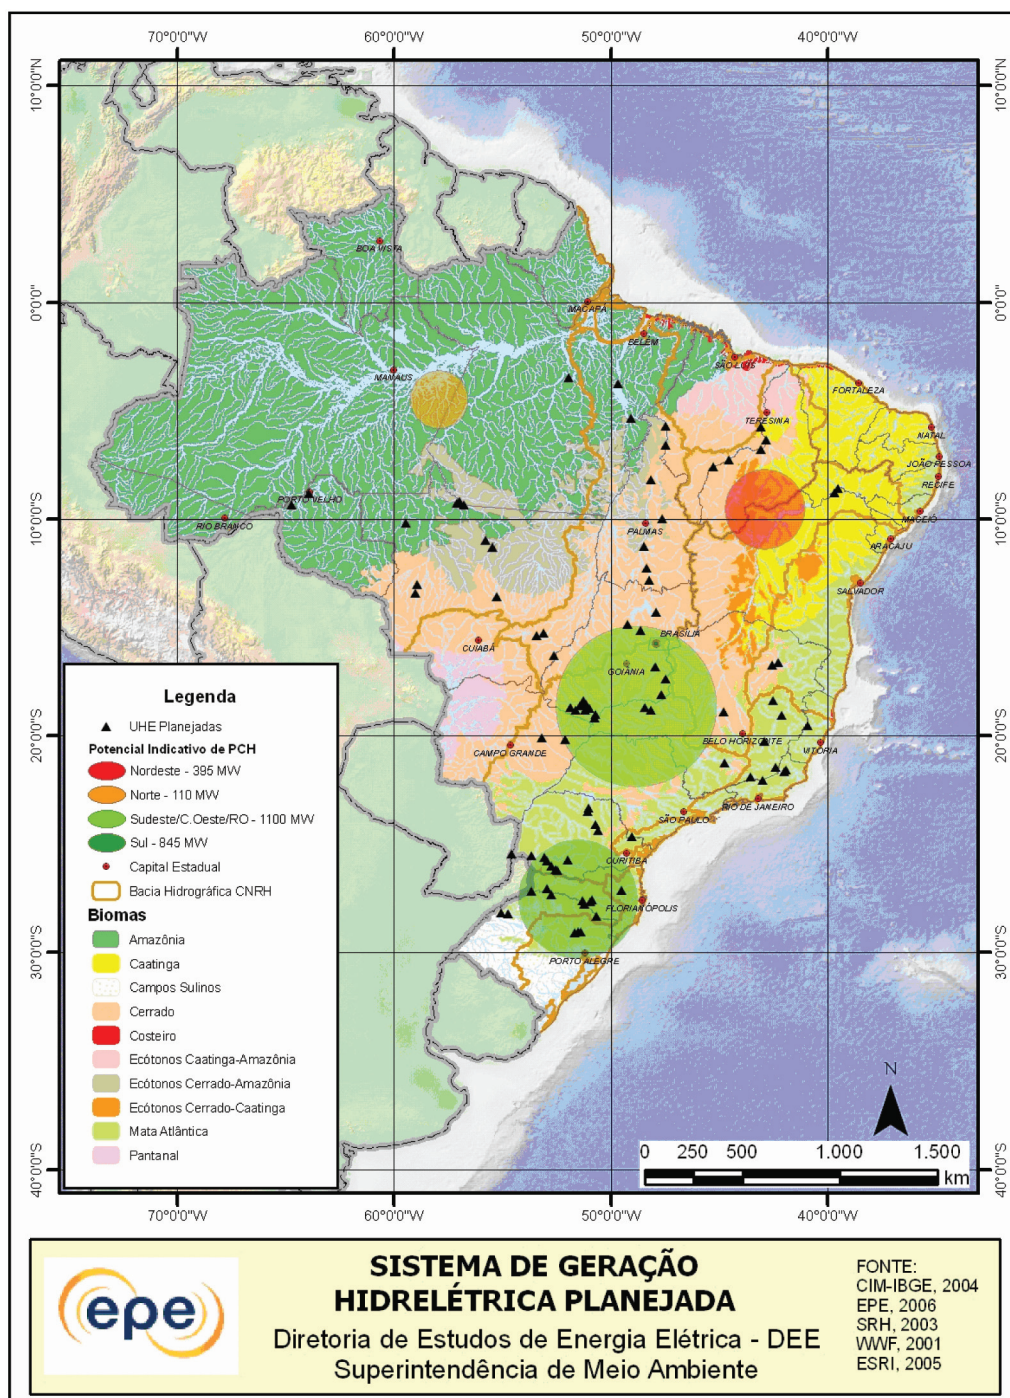 70°0'0"W 60°0'0"W 50°0'0"W 40°0'0"W
10°0'0"N
0°0'0"
10°0'0"S
20°0'0"S
30°0'0"S
40°0'0"S
10°0'0"N
0°0'0"
10°0'0"S
20°0'0"S
30°0'0"S
40°0'0"S
BOA VISTA
MACAPÁ
BELÉM
SÃO LUIS
MANAUS
FORTALEZA
TERESINA
NATAL
JOÃO PESSOA
RECIFE
PORTO VELHO
MACEIÓ
RIO BRANCO
PALMAS
ARACAJU
SALVADOR
BRASÍLIA
CUIABÁ
GOIÂNIA
CAMPO GRANDE
BELO HORIZONTE
VITÓRIA
RIO DE JANEIRO
SÃO PAULO
CURITIBA
FLORIANÓPOLIS
PORTO ALEGRE
Legenda
UHE Planejadas
Potencial Indicativo de PCH
Nordeste - 395 MW
Norte - 110 MW
Sudeste/C.Oeste/RO - 1100 MW
Sul - 845 MW
Capital Estadual
Bacia Hidrográfica CNRH
Biomas
Amazônia
Caatinga
Campos Sulinos
Cerrado
Costeiro
Ecótonos Caatinga-Amazônia
Ecótonos Cerrado-Amazônia
Ecótonos Cerrado-Caatinga
Mata Atlântica
Pantanal
N
0 250 500 1.000 1.500
km
70°0'0"W 60°0'0"W 50°0'0"W 40°0'0"W
epe
SISTEMA DE GERAÇÃO
HIDRELÉTRICA PLANEJADA
Diretoria de Estudos de Energia Elétrica - DEE
Superintendência de Meio Ambiente
FONTE:
CIM-IBGE, 2004
EPE, 2006
SRH, 2003
WWF, 2001
ESRI, 2005